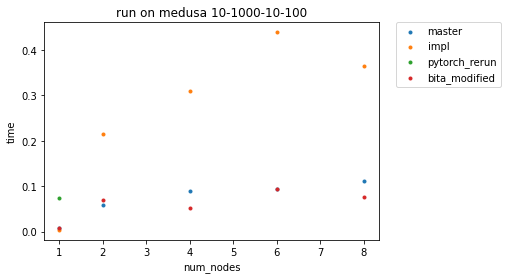 run on medusa 10-1000-10-100
master
impl
pytorch_rerun
bita_modified
time
0.4
0.3
0.2
0.1
0.0
1 2 3 4 5 6 7 8
num_nodes